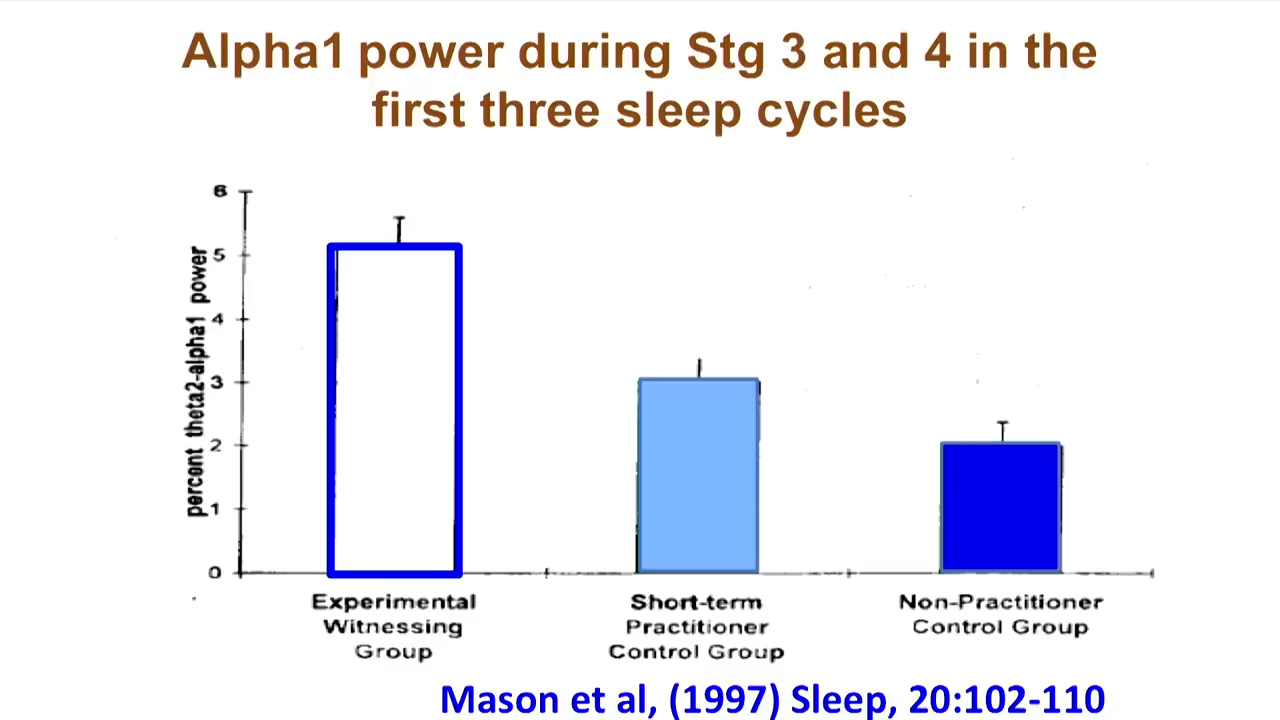 Alpha1 power during Stg 3 and 4 in the
first three sleep cycles
percent theta2-alpha1 power
6
5
4
3
2
1
0
Experimental
Witnessing
Group
Short-term
Practitioner
Control Group
Non-Practitioner
Control Group
Mason et al, (1997) Sleep, 20:102-110